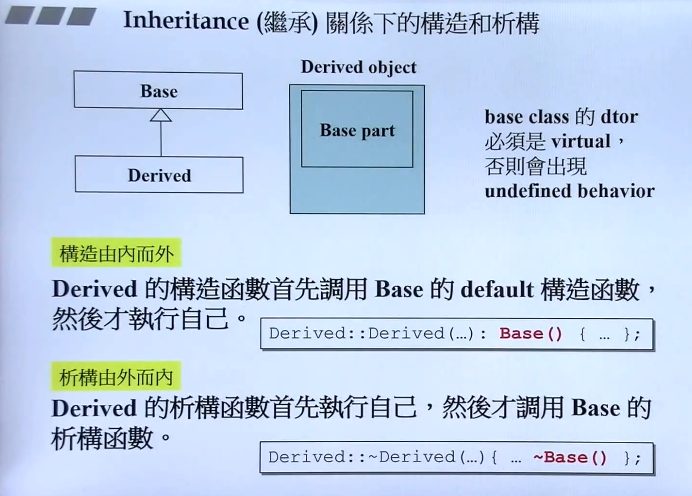 Inheritance (繼承) 關係下的構造和析構
Base
Derived
Derived object
Base part
base class 的 dtor
必須是 virtual，
否則會出現
undefined behavior
構造由內而外
Derived 的構造函數首先調用 Base 的 default 構造函數，
然後才執行自己。
Derived::Derived(…): Base() { … };
析構由外而內
Derived 的析構函數首先執行自己，然後才調用 Base 的
析構函數。
Derived::~Derived(…){ … ~Base() };